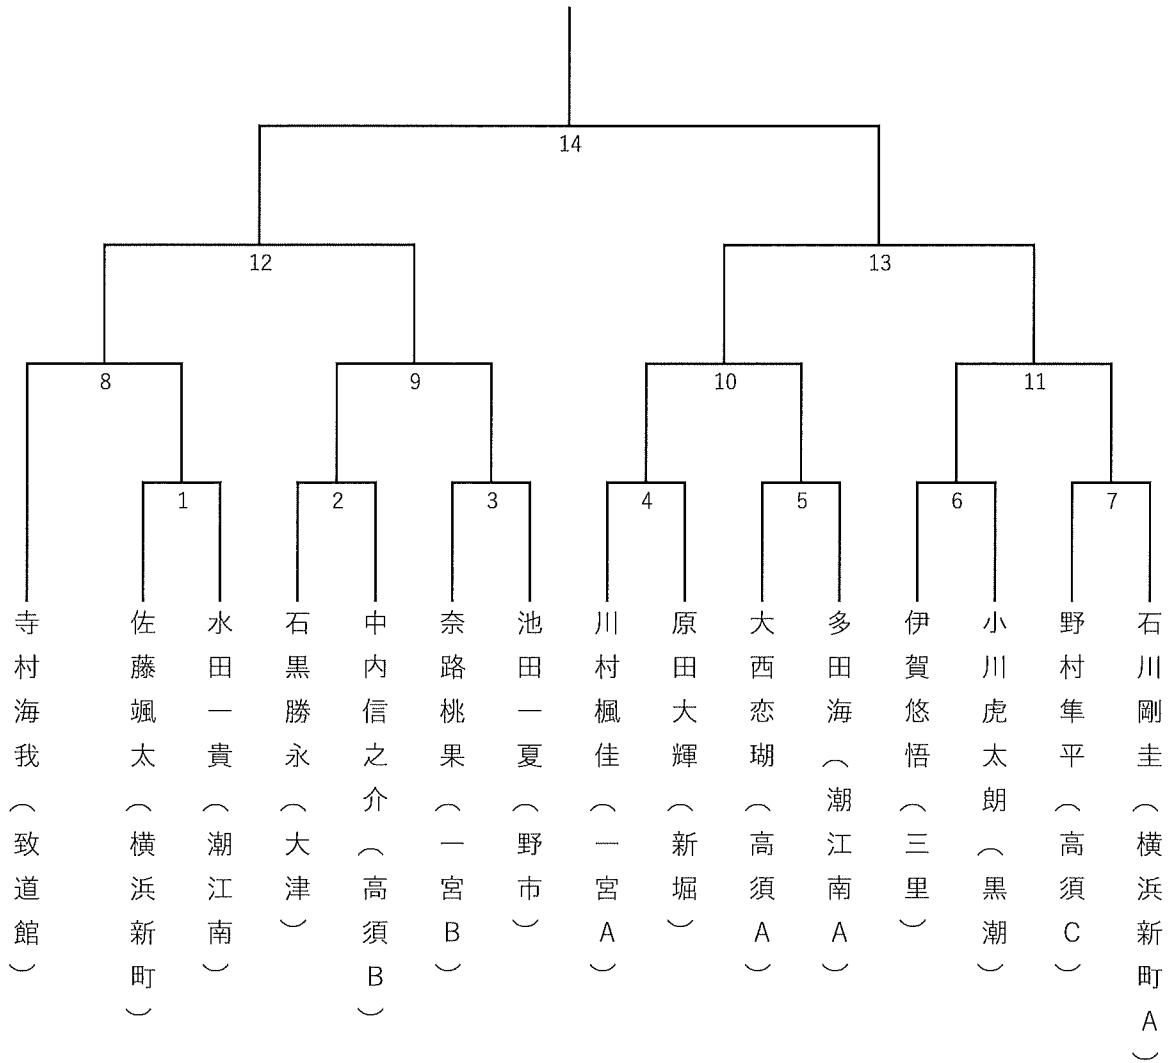 14
12
13
8
9
10
11
1
2
3
4
5
6
7
寺村海我（致道館）
佐藤颯太（横浜新町）
水田一貴（潮江南）
石黒勝永（大津）
中内信之介（高須B）
奈路桃果（一宮B）
池田一夏（野市）
川村楓佳（一宮A）
原田大輝（新堀）
大西恋瑚（高須A）
多田海（潮江南A）
伊賀悠悟（三里）
小川虎太朗（黒潮）
野村隼平（高須C）
石川剛圭（横浜新町A）